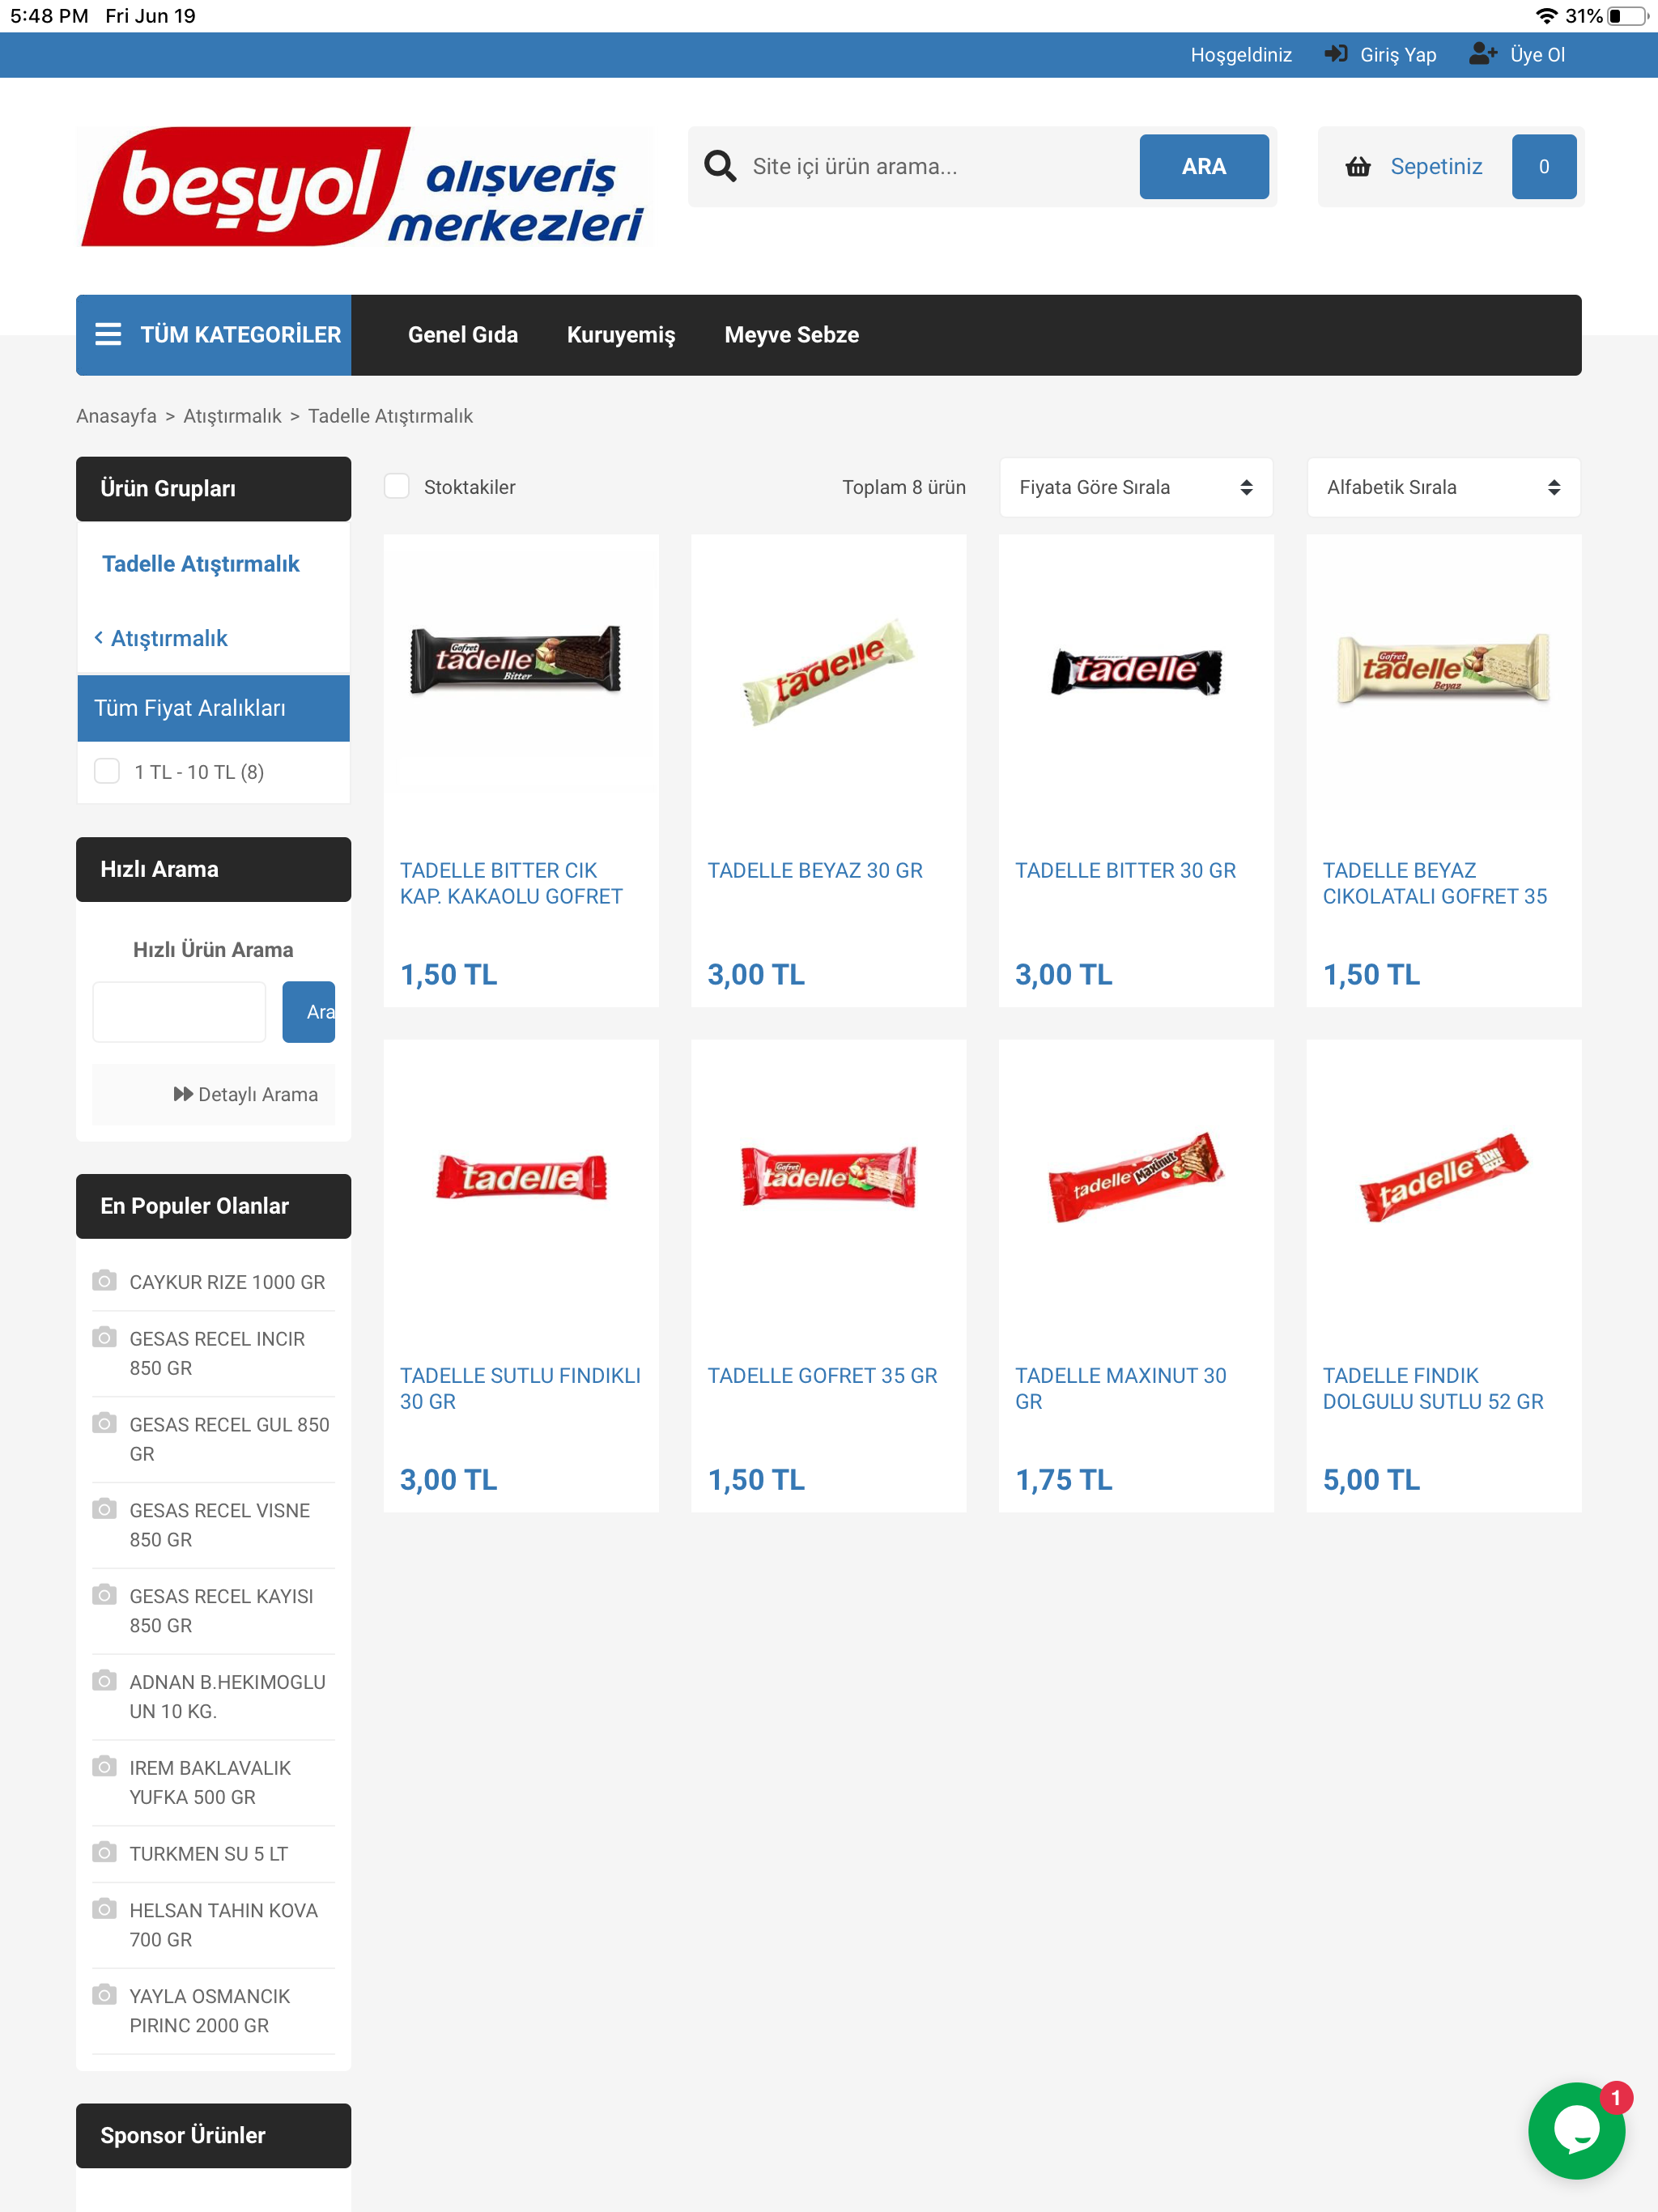 5:48 PM Fri Jun 19
31%
Hoşgeldiniz Giriş Yap Üye Ol
beşyol alışveriş
merkezleri
Site içi ürün arama... ARA
Sepetiniz 0
TÜM KATEGORİLER Genel Gıda Kuruyemiş Meyve Sebze
Anasayfa > Atıştırmalık > Tadelle Atıştırmalık
Ürün Grupları
Tadelle Atıştırmalık
< Atıştırmalık
Tüm Fiyat Aralıkları
1 TL - 10 TL (8)
Hızlı Arama
Hızlı Ürün Arama
Ara
Detaylı Arama
En Populer Olanlar
CAYKUR RIZE 1000 GR
GESAS RECEL INCIR
850 GR
GESAS RECEL GUL 850
GR
GESAS RECEL VISNE
850 GR
GESAS RECEL KAYISI
850 GR
ADNAN B.HEKIMOGLU
UN 10 KG.
IREM BAKLAVALIK
YUFKA 500 GR
TURKMEN SU 5 LT
HELSAN TAHIN KOVA
700 GR
YAYLA OSMANCIK
PIRINC 2000 GR
Sponsor Ürünler
Stoktakiler
Toplam 8 ürün
Fiyata Göre Sırala
Alfabetik Sırala
Gofret
tadelle
Bitter
TADELLE BITTER CIK
KAP. KAKAOLU GOFRET
1,50 TL
tadelle
TADELLE BEYAZ 30 GR
3,00 TL
tadelle
TADELLE BITTER 30 GR
3,00 TL
Gofret
tadelle
Beyaz
TADELLE BEYAZ
CIKOLATALI GOFRET 35
1,50 TL
tadelle
TADELLE SUTLU FINDIKLI
30 GR
3,00 TL
Gofret
tadelle
TADELLE GOFRET 35 GR
1,50 TL
tadelle Maxinut
TADELLE MAXINUT 30
GR
1,75 TL
tadelle
TADELLE FINDIK
DOLGULU SUTLU 52 GR
5,00 TL
1